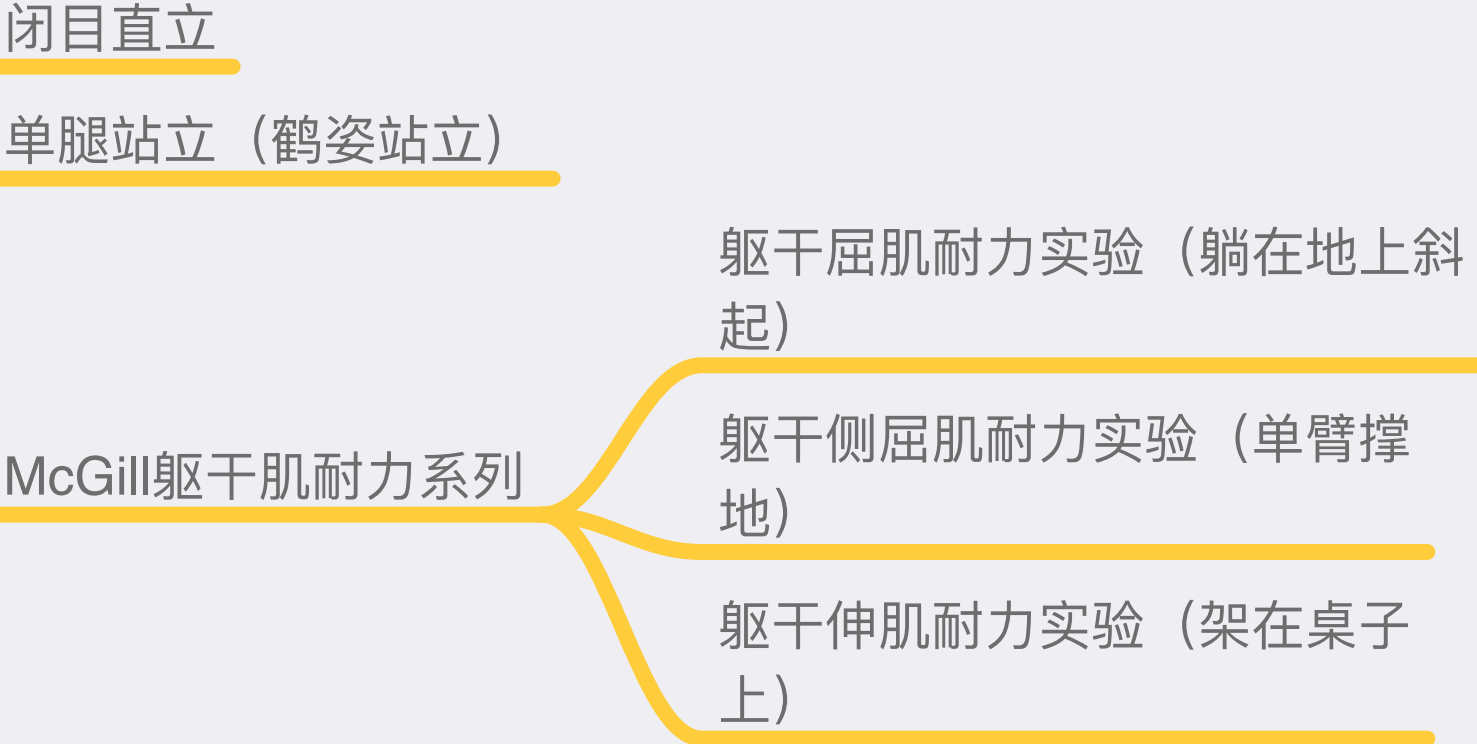 闭目直立
单腿站立（鹤姿站立）
躯干屈肌耐力实验（躺在地上斜
起）
躯干侧屈肌耐力实验（单臂撑
地）
McGill躯干肌耐力系列
躯干伸肌耐力实验（架在桌子
上）